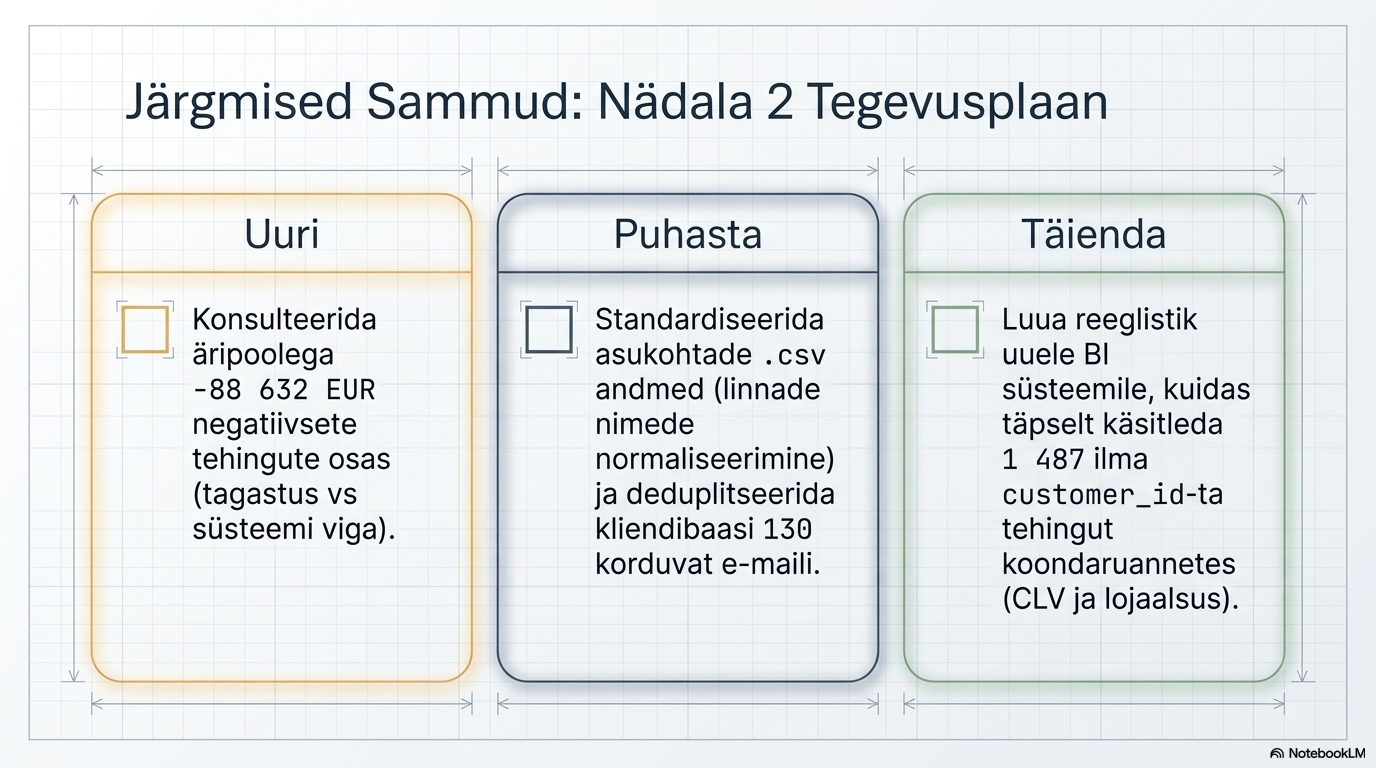 Järgmised Sammud: Nädala 2 Tegevusplaan
Uuri
Konsulteerida
äripoolega
-88 632 EUR
negatiivsete
tehingute osas
(tagastus vs
süsteemi viga).
Puhasta
Standardiseerida
asukohtade .csv
andmed (linnade
nimede
normaliseerimine)
ja deduplitseerida
kliendibaasi 130
korduvat e-maili.
Täienda
Luua reeglistik
uuele BI
süsteemile, kuidas
täpselt käsitleda
1 487 ilma
customer_id-ta
tehingut
koondaruannetes
(CLV ja lojaalsus).
NotebookLM